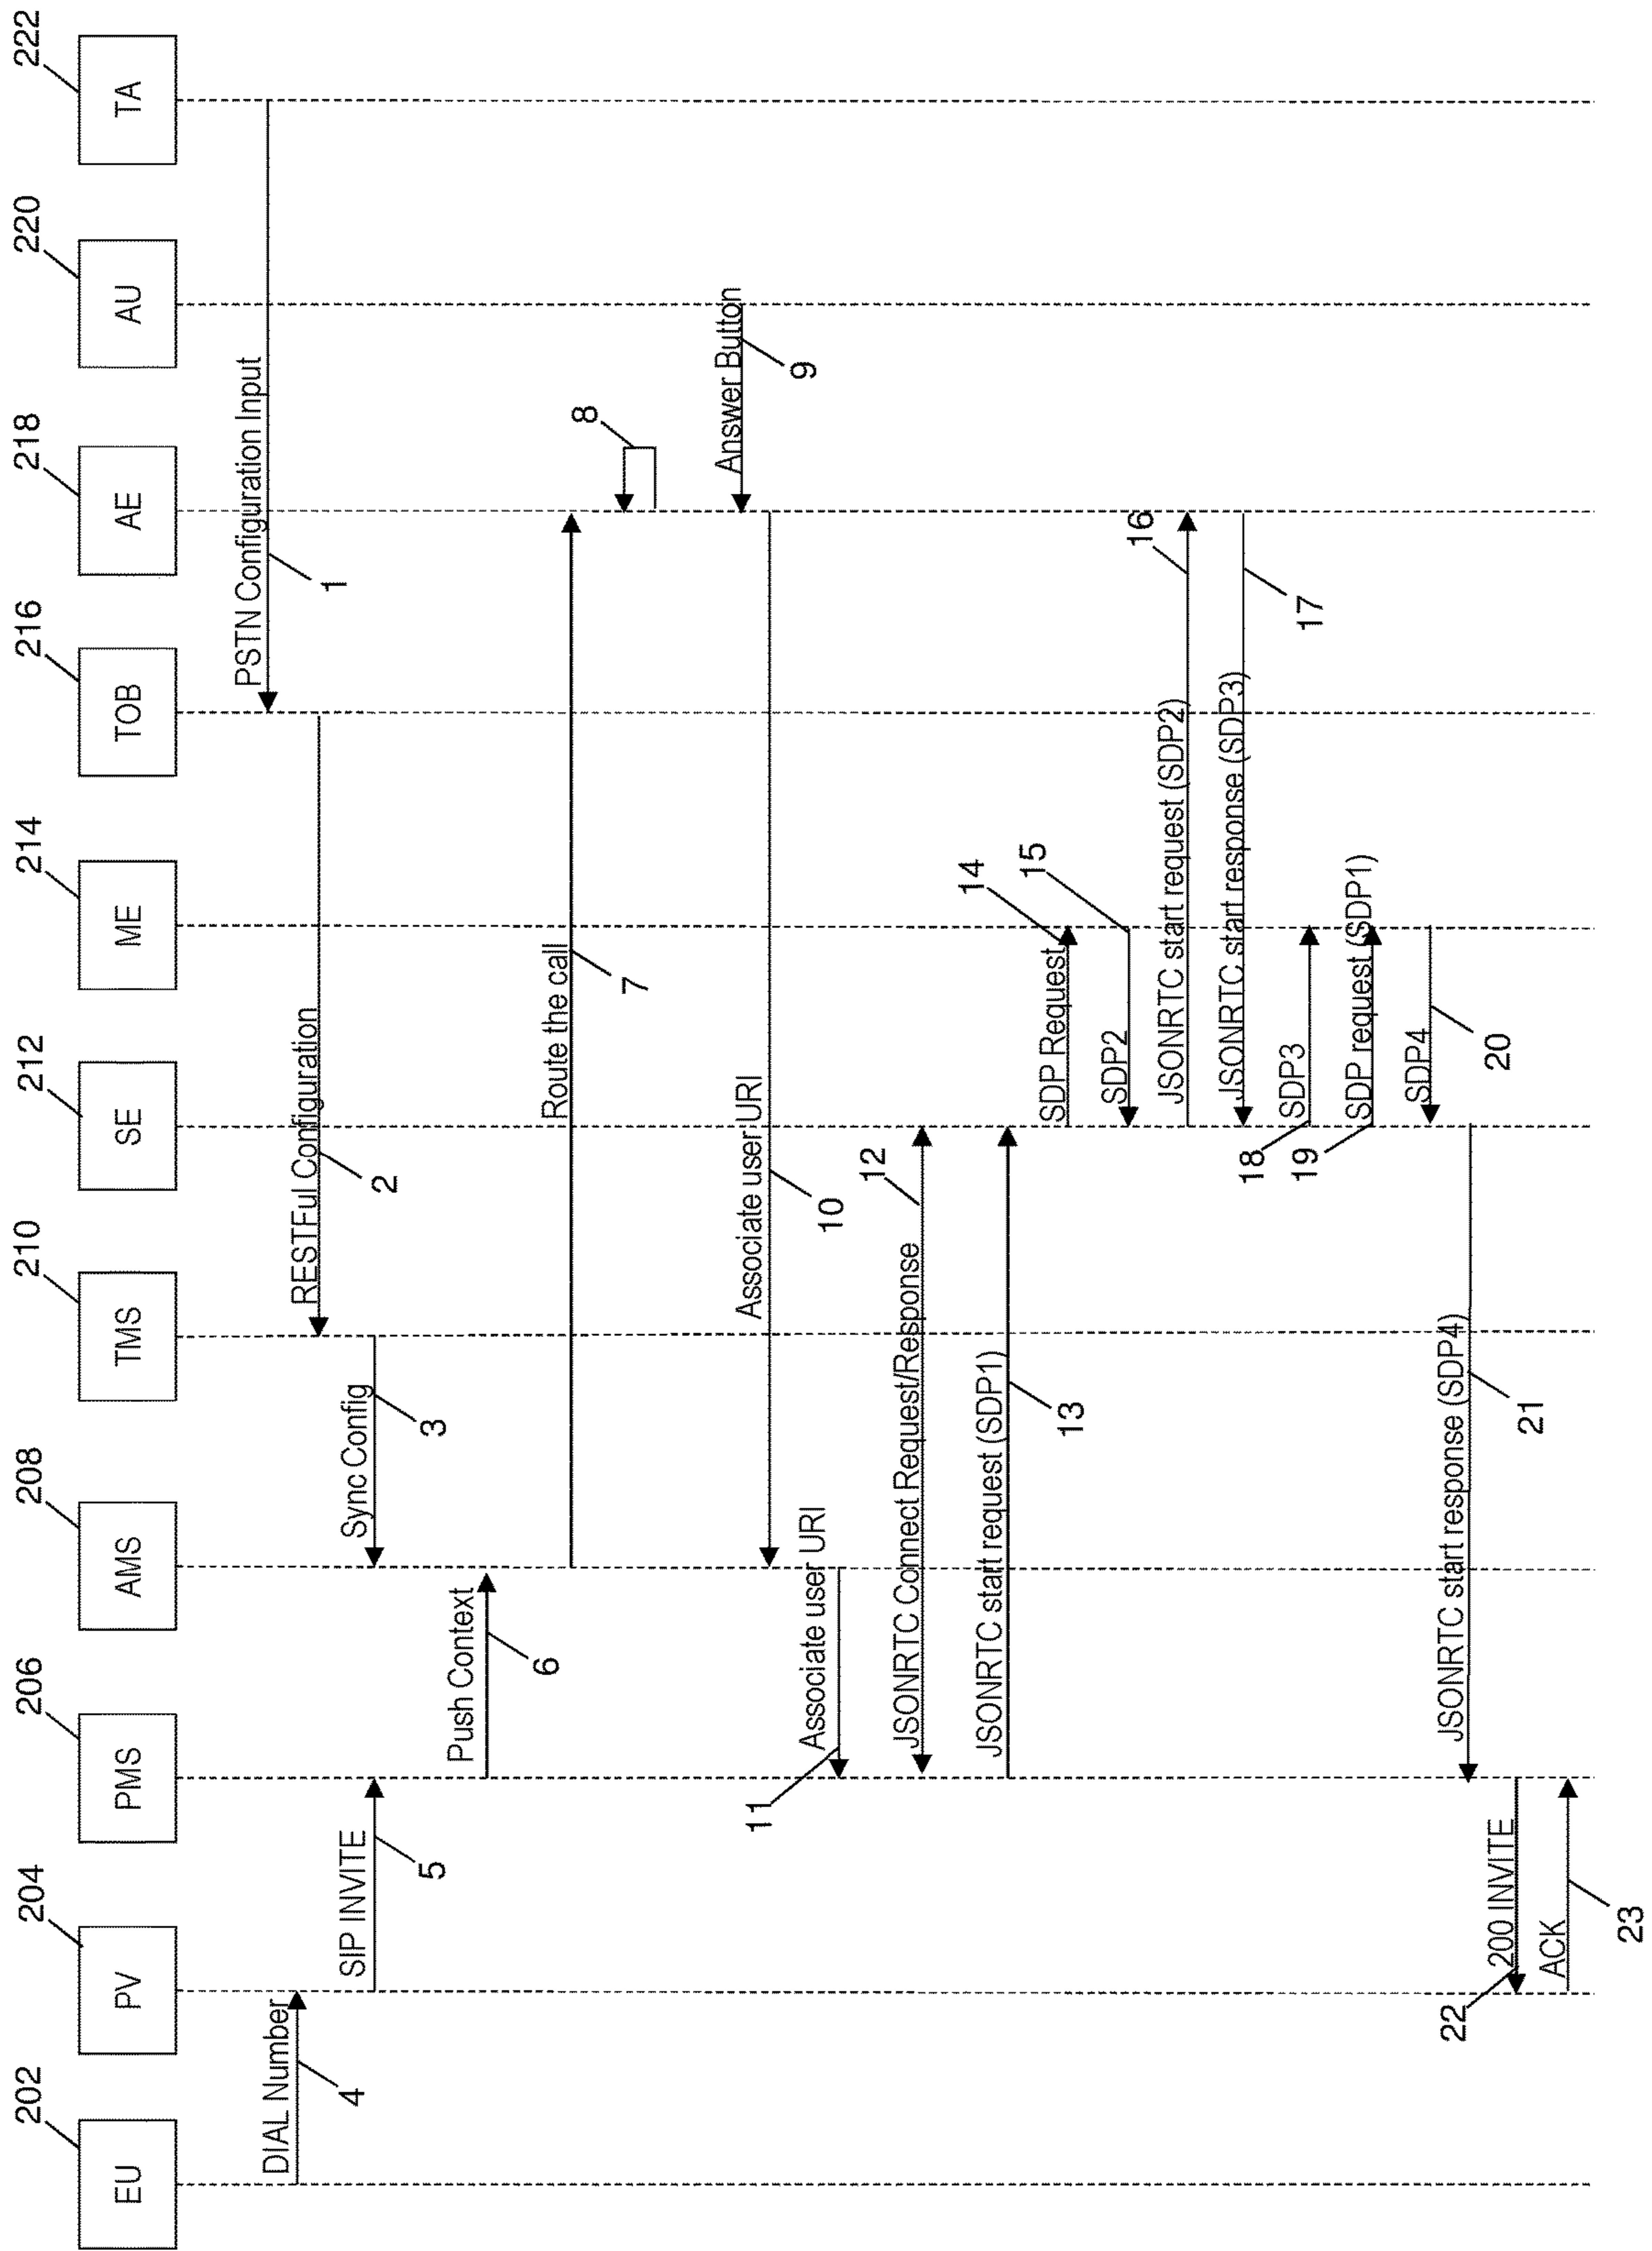 202
204
206
208
210
212
214
216
218
220
222
EU
PV
PMS
AMS
TMS
SE
ME
TOB
AE
AU
TA
PSTN Configuration Input
1
RESTFul Configuration
2
Sync Config
3
DIAL Number
4
SIP INVITE
5
Push Context
6
Route the call
7
8
Answer Button
9
Associate user URI
10
Associate user URI
11
JSONRTC Connect Request/Response
12
JSONRTC start request (SDP1)
13
SDP Request
14
SDP2
15
JSONRTC start request (SDP2)
16
JSONRTC start response (SDP3)
17
SDP3
18
SDP request (SDP1)
19
SDP4
20
JSONRTC start response (SDP4)
21
200 INVITE
22
ACK
23